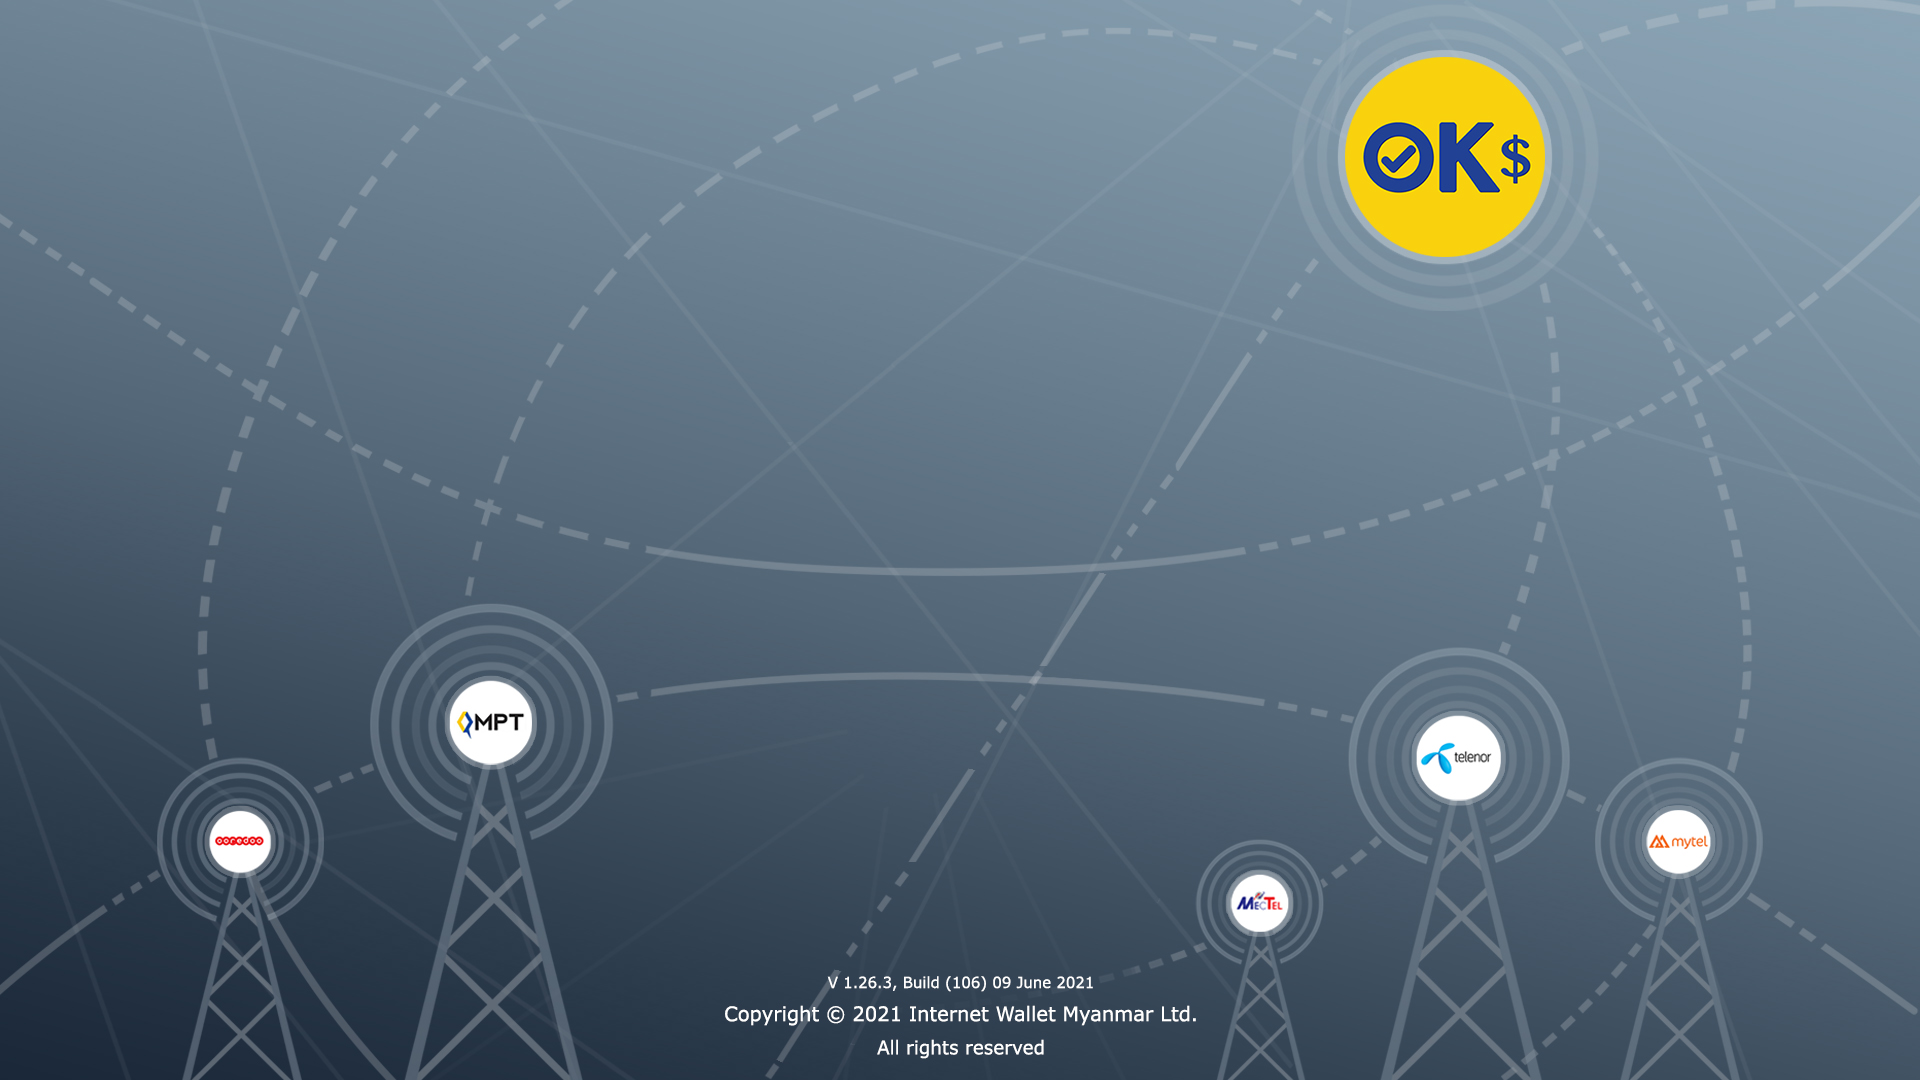 OK$
MPT
telenor
ooredoo
mytel
MECTEL
V 1.26.3, Build (106) 09 June 2021
Copyright © 2021 Internet Wallet Myanmar Ltd.
All rights reserved